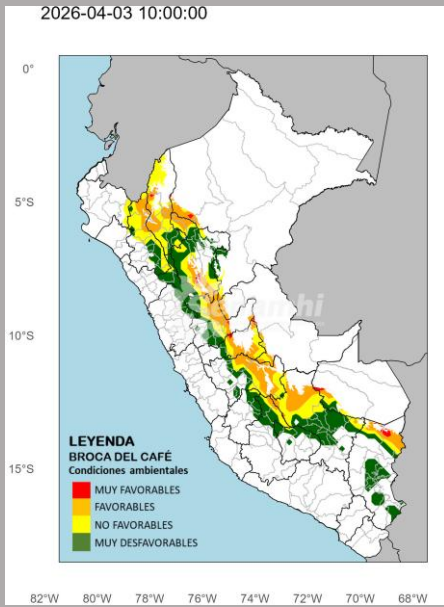 2026-04-03 10:00:00
0°
5°S
10°S
15°S
Senamhi
LEYENDA
BROCA DEL CAFÉ
Condiciones ambientales
MUY FAVORABLES
FAVORABLES
NO FAVORABLES
MUY DESFAVORABLES
82°W 80°W 78°W 76°W 74°W 72°W 70°W 68°W